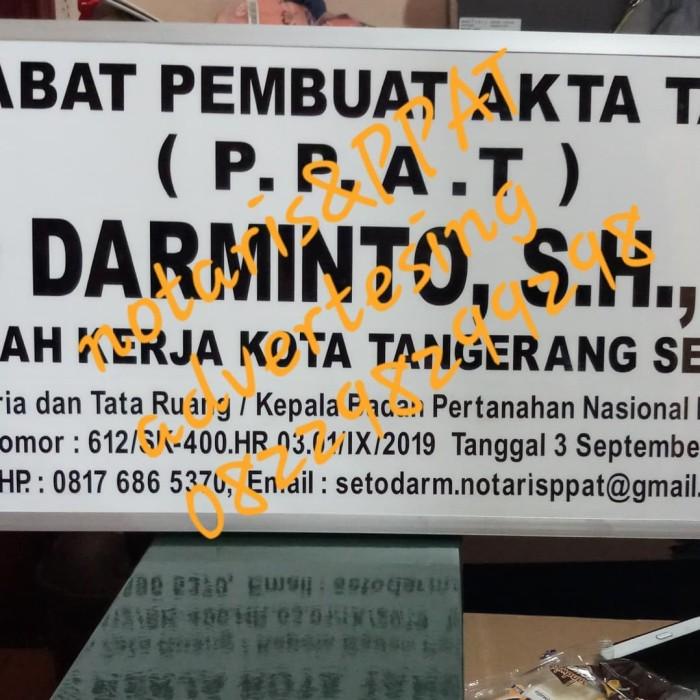 ABAT PEMBUAT AKTA TA
( P. P. A . T )
DARMINTO, S.H.,
AH KERJA KOTA TANGERANG SE
ria dan Tata Ruang / Kepala Badan Pertanahan Nasional
omor : 612/SK-400.HR.03.01/IX/2019 Tanggal 3 Septembe
HP. : 0817 686 5370, Email : setodarm.notarisppat@gmail.
notaris&PPAT
advertesing
082298299298